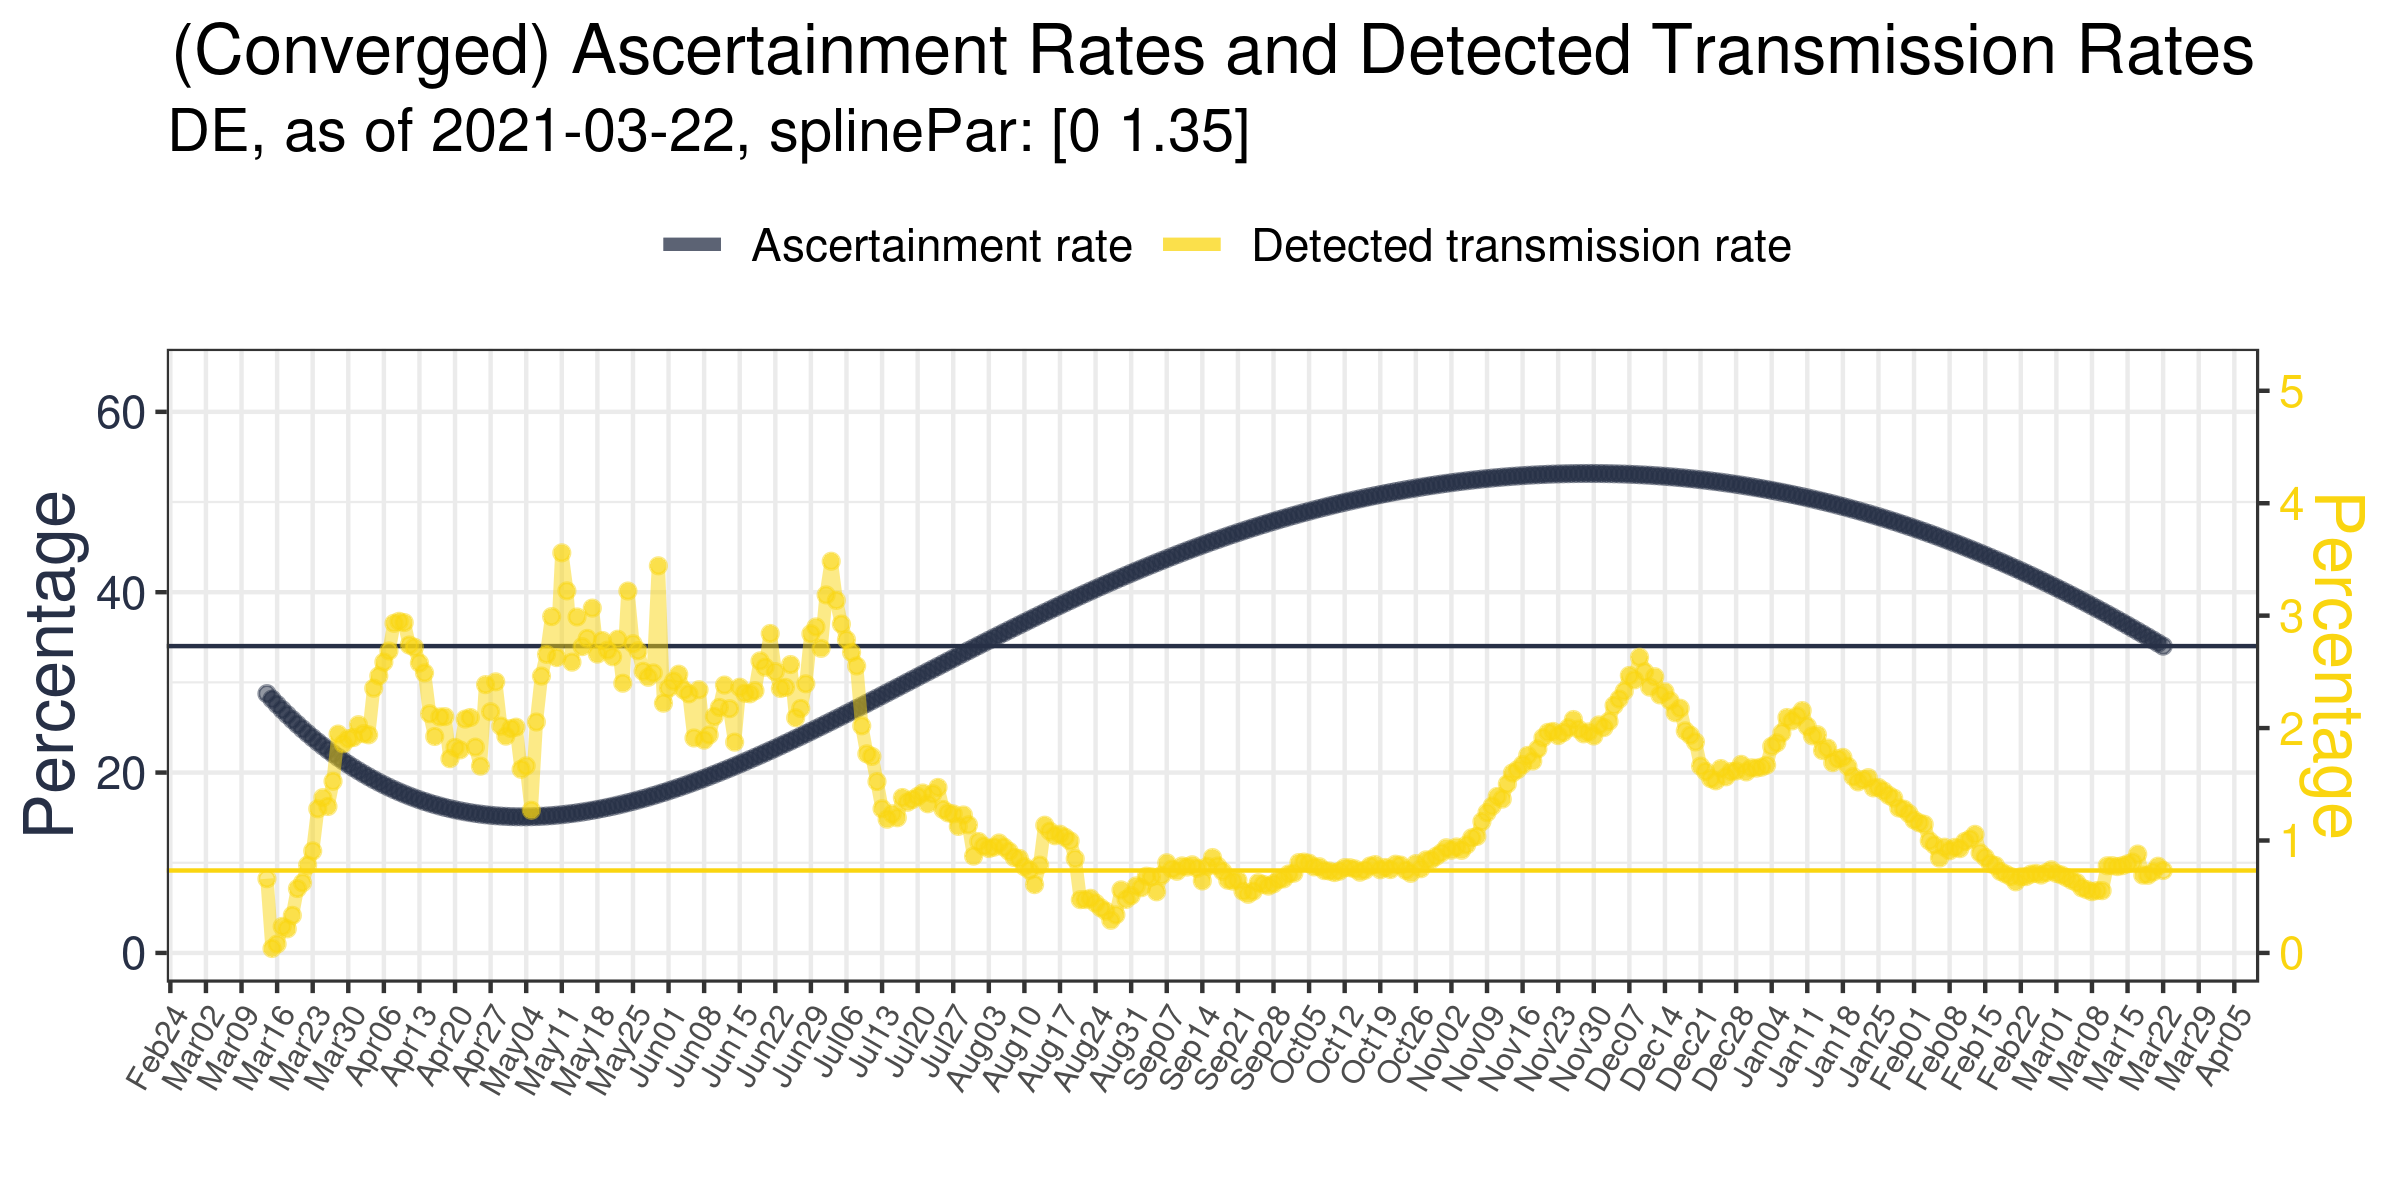 (Converged) Ascertainment Rates and Detected Transmission Rates
DE, as of 2021-03-22, splinePar: [0 1.35]
Ascertainment rate Detected transmission rate
Percentage
60
40
20
0
5
4
3
2
1
0
Percentage
Feb24 Mar02 Mar09 Mar16 Mar23 Mar30 Apr06 Apr13 Apr20 Apr27 May04 May11 May18 May25 Jun01 Jun08 Jun15 Jun22 Jun29 Jul06 Jul13 Jul20 Jul27 Aug03 Aug10 Aug17 Aug24 Aug31 Sep07 Sep14 Sep21 Sep28 Oct05 Oct12 Oct19 Oct26 Nov02 Nov09 Nov16 Nov23 Nov30 Dec07 Dec14 Dec21 Dec28 Jan04 Jan11 Jan18 Jan25 Feb01 Feb08 Feb15 Feb22 Mar01 Mar08 Mar15 Mar22 Mar29 Apr05